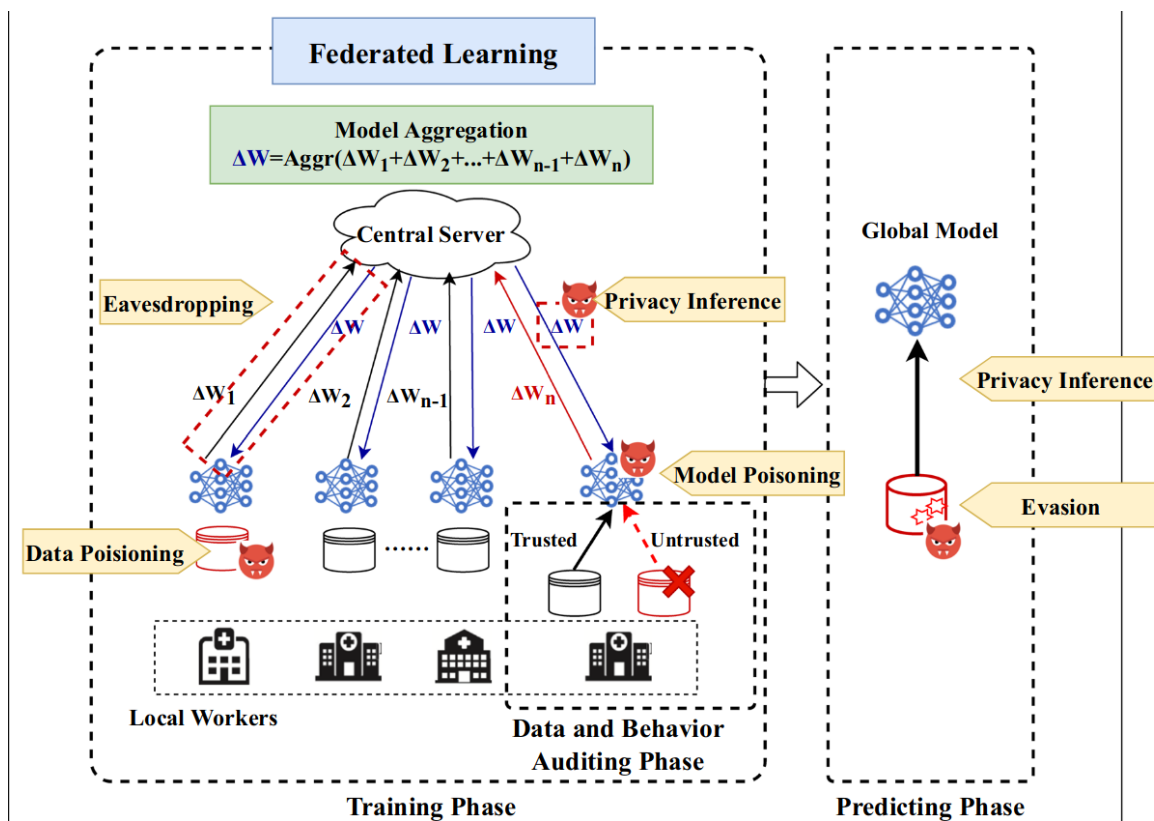 Federated Learning
Model Aggregation
ΔW=Aggr(ΔW₁+ΔW₂+...+ΔWₙ₋₁+ΔWₙ)
Central Server
Global Model
Eavesdropping
Privacy Inference
ΔW
ΔW
ΔW
ΔW
ΔW₁
ΔW₂
ΔWₙ₋₁
ΔWₙ
Privacy Inference
Model Poisoning
Evasion
Data Poisioning
......
Trusted
Untrusted
Local Workers
Data and Behavior
Auditing Phase
Training Phase
Predicting Phase